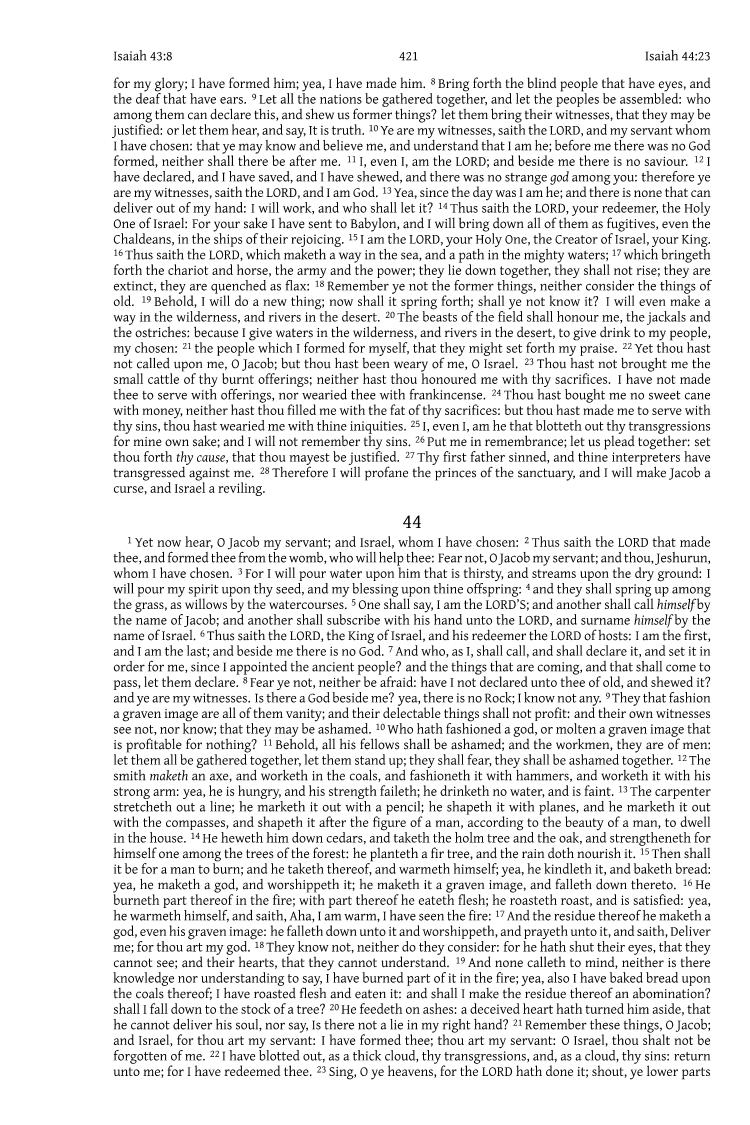 Isaiah 43:8 421 Isaiah 44:23
for my glory; I have formed him; yea, I have made him. 8 Bring forth the blind people that have eyes, and
the deaf that have ears. 9 Let all the nations be gathered together, and let the peoples be assembled: who
among them can declare this, and shew us former things? let them bring their witnesses, that they may be
justified: or let them hear, and say, It is truth. 10 Ye are my witnesses, saith the LORD, and my servant whom
I have chosen: that ye may know and believe me, and understand that I am he; before me there was no God
formed, neither shall there be after me. 11 I, even I, am the LORD; and beside me there is no saviour. 12 I
have declared, and I have saved, and I have shewed, and there was no strange god among you: therefore ye
are my witnesses, saith the LORD, and I am God. 13 Yea, since the day was I am he; and there is none that can
deliver out of my hand: I will work, and who shall let it? 14 Thus saith the LORD, your redeemer, the Holy
One of Israel: For your sake I have sent to Babylon, and I will bring down all of them as fugitives, even the
Chaldeans, in the ships of their rejoicing. 15 I am the LORD, your Holy One, the Creator of Israel, your King.
16 Thus saith the LORD, which maketh a way in the sea, and a path in the mighty waters; 17 which bringeth
forth the chariot and horse, the army and the power; they lie down together, they shall not rise; they are
extinct, they are quenched as flax: 18 Remember ye not the former things, neither consider the things of
old. 19 Behold, I will do a new thing; now shall it spring forth; shall ye not know it? I will even make a
way in the wilderness, and rivers in the desert. 20 The beasts of the field shall honour me, the jackals and
the ostriches: because I give waters in the wilderness, and rivers in the desert, to give drink to my people,
my chosen: 21 the people which I formed for myself, that they might set forth my praise. 22 Yet thou hast
not called upon me, O Jacob; but thou hast been weary of me, O Israel. 23 Thou hast not brought me the
small cattle of thy burnt offerings; neither hast thou honoured me with thy sacrifices. I have not made
thee to serve with offerings, nor wearied thee with frankincense. 24 Thou hast bought me no sweet cane
with money, neither hast thou filled me with the fat of thy sacrifices: but thou hast made me to serve with
thy sins, thou hast wearied me with thine iniquities. 25 I, even I, am he that blotteth out thy transgressions
for mine own sake; and I will not remember thy sins. 26 Put me in remembrance; let us plead together: set
thou forth thy cause, that thou mayest be justified. 27 Thy first father sinned, and thine interpreters have
transgressed against me. 28 Therefore I will profane the princes of the sanctuary, and I will make Jacob a
curse, and Israel a reviling.
44
1 Yet now hear, O Jacob my servant; and Israel, whom I have chosen: 2 Thus saith the LORD that made
thee, and formed thee from the womb, who will help thee: Fear not, O Jacob my servant; and thou, Jeshurun,
whom I have chosen. 3 For I will pour water upon him that is thirsty, and streams upon the dry ground: I
will pour my spirit upon thy seed, and my blessing upon thine offspring: 4 and they shall spring up among
the grass, as willows by the watercourses. 5 One shall say, I am the LORD'S; and another shall call himself by
the name of Jacob; and another shall subscribe with his hand unto the LORD, and surname himself by the
name of Israel. 6 Thus saith the LORD, the King of Israel, and his redeemer the LORD of hosts: I am the first,
and I am the last; and beside me there is no God. 7 And who, as I, shall call, and shall declare it, and set it in
order for me, since I appointed the ancient people? and the things that are coming, and that shall come to
pass, let them declare. 8 Fear ye not, neither be afraid: have I not declared unto thee of old, and shewed it?
and ye are my witnesses. Is there a God beside me? yea, there is no Rock; I know not any. 9 They that fashion
a graven image are all of them vanity; and their delectable things shall not profit: and their own witnesses
see not, nor know; that they may be ashamed. 10 Who hath fashioned a god, or molten a graven image that
is profitable for nothing? 11 Behold, all his fellows shall be ashamed; and the workmen, they are of men:
let them all be gathered together, let them stand up; they shall fear, they shall be ashamed together. 12 The
smith maketh an axe, and worketh in the coals, and fashioneth it with hammers, and worketh it with his
strong arm: yea, he is hungry, and his strength faileth; he drinketh no water, and is faint. 13 The carpenter
stretcheth out a line; he marketh it out with a pencil; he shapeth it with planes, and he marketh it out
with the compasses, and shapeth it after the figure of a man, according to the beauty of a man, to dwell
in the house. 14 He heweth him down cedars, and taketh the holm tree and the oak, and strengtheneth for
himself one among the trees of the forest: he planteth a fir tree, and the rain doth nourish it. 15 Then shall
it be for a man to burn; and he taketh thereof, and warmeth himself; yea, he kindleth it, and baketh bread:
yea, he maketh a god, and worshippeth it; he maketh it a graven image, and falleth down thereto. 16 He
burneth part thereof in the fire; with part thereof he eateth flesh; he roasteth roast, and is satisfied: yea,
he warmeth himself, and saith, Aha, I am warm, I have seen the fire: 17 And the residue thereof he maketh a
god, even his graven image: he falleth down unto it and worshippeth, and prayeth unto it, and saith, Deliver
me; for thou art my god. 18 They know not, neither do they consider: for he hath shut their eyes, that they
cannot see; and their hearts, that they cannot understand. 19 And none calleth to mind, neither is there
knowledge nor understanding to say, I have burned part of it in the fire; yea, also I have baked bread upon
the coals thereof; I have roasted flesh and eaten it: and shall I make the residue thereof an abomination?
shall I fall down to the stock of a tree? 20 He feedeth on ashes: a deceived heart hath turned him aside, that
he cannot deliver his soul, nor say, Is there not a lie in my right hand? 21 Remember these things, O Jacob;
and Israel, for thou art my servant: I have formed thee; thou art my servant: O Israel, thou shalt not be
forgotten of me. 22 I have blotted out, as a thick cloud, thy transgressions, and, as a cloud, thy sins: return
unto me; for I have redeemed thee. 23 Sing, O ye heavens, for the LORD hath done it; shout, ye lower parts